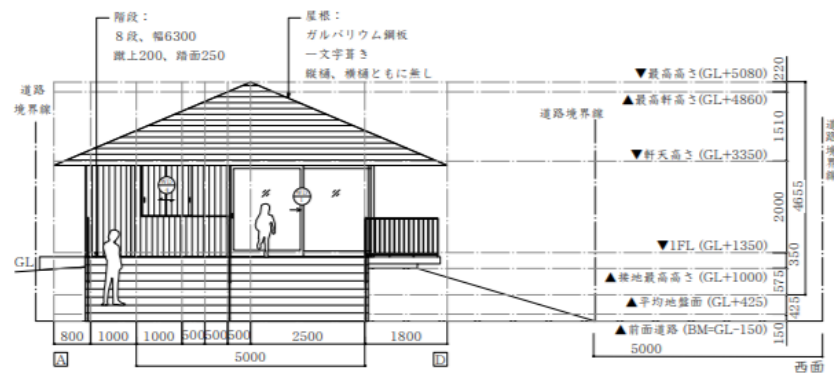 階段：
８段、幅6300
蹴上200、踏面250
屋根：
ガルバリウム鋼板
一文字葺き
縦樋、横樋ともに無し
道路
境界線
道路境界線
道路境界線
▼最高高さ(GL+5080)
▲最高軒高さ(GL+4860)
▼軒天高さ(GL+3350)
▼1FL (GL+1350)
▲接地最高高さ(GL+1000)
▲平均地盤面 (GL+425)
▲前面道路 (BM=GL-150)
220
1510
2000
4655
350
575
425
150
GL
800 1000 1000 500 500 500 2500 1800
5000
5000
A
D
西面